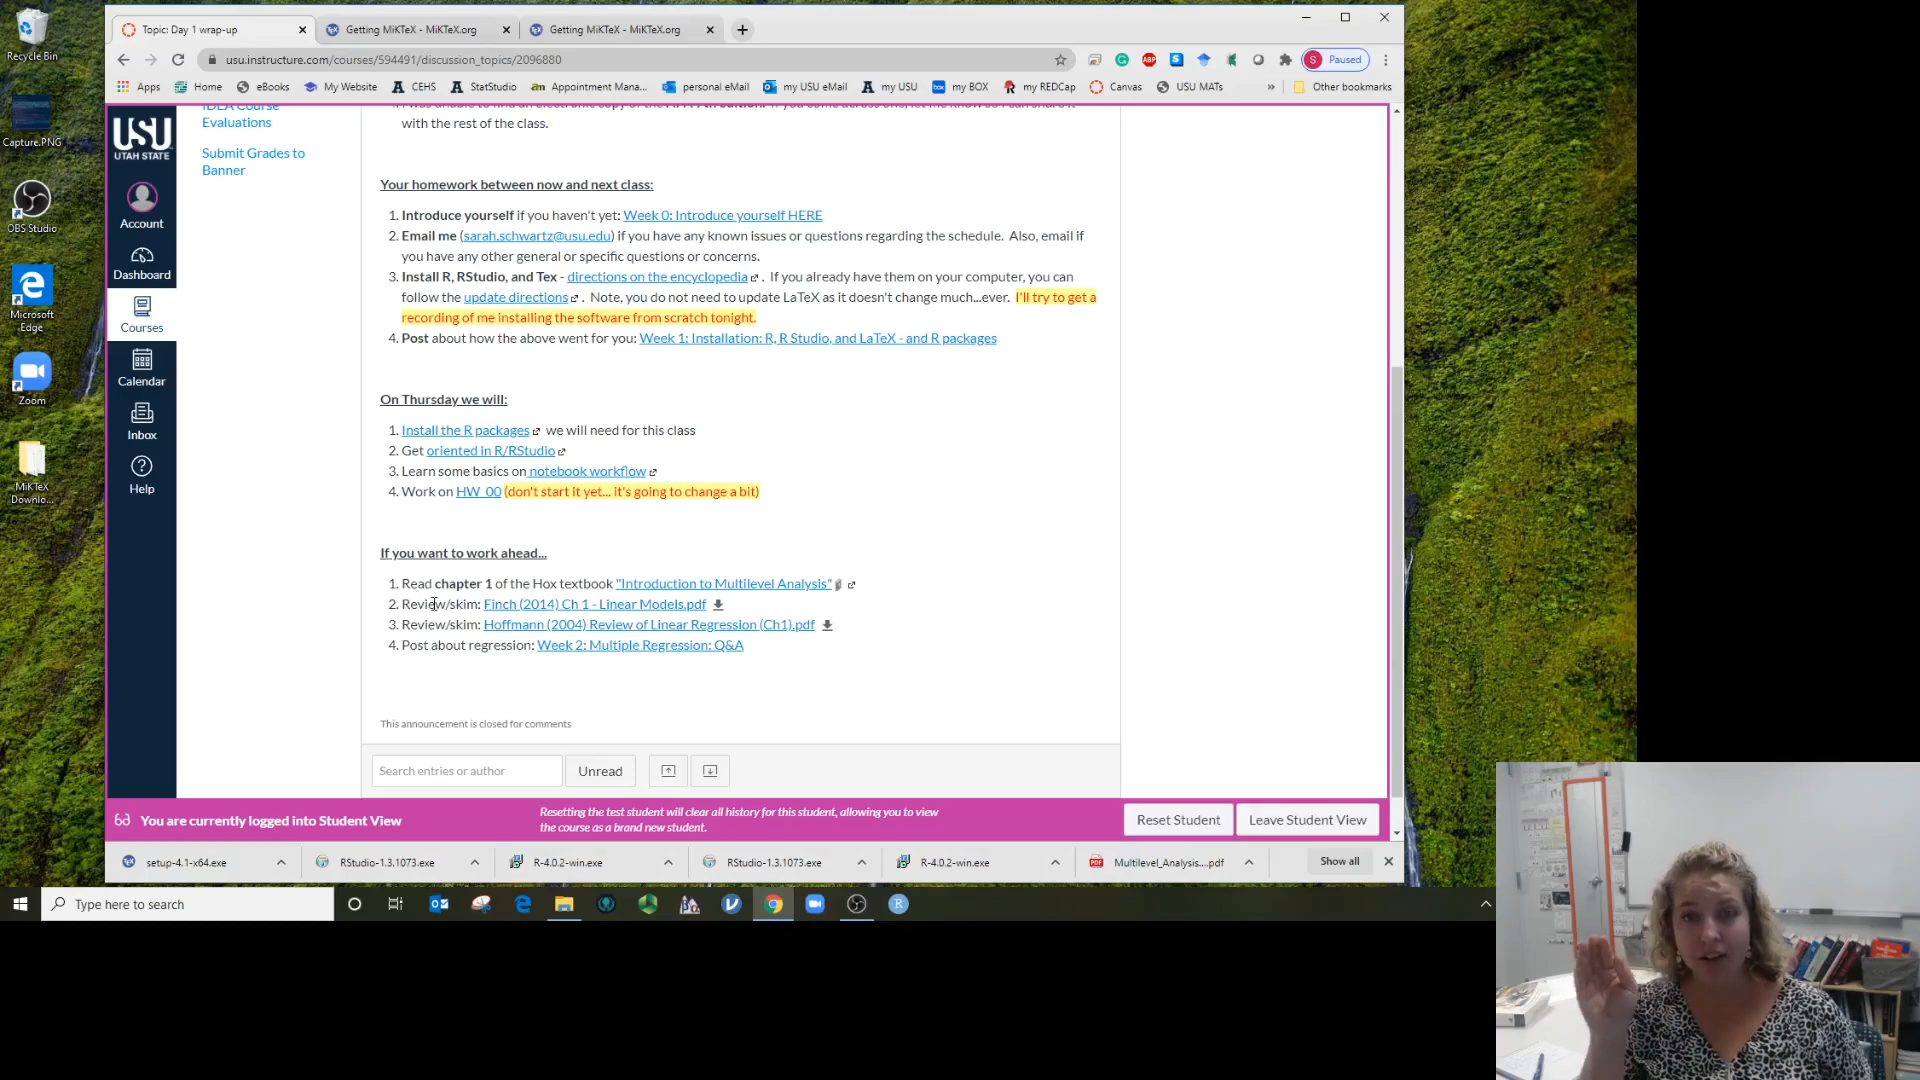 Topic: Day 1 wrap-up
Getting MiKTeX - MiKTeX.org
Getting MiKTeX - MiKTeX.org
Recycle Bin
usu.instructure.com/courses/594491/discussion_topics/2096880
Paused
Apps Home eBooks My Website CEHS StatStudio Appointment Mana... personal eMail my USU eMail my USU my BOX my REDCap Canvas USU MATs » Other bookmarks
Capture.PNG
OBS Studio
Microsoft
Edge
Zoom
MiKTeX
Downlo...
USU
UTAH STATE
Account
Dashboard
Courses
Calendar
Inbox
Help
IDEA Course
Evaluations
Submit Grades to
Banner
with the rest of the class.
Your homework between now and next class:
1. Introduce yourself if you haven't yet: Week 0: Introduce yourself HERE
2. Email me (sarah.schwartz@usu.edu) if you have any known issues or questions regarding the schedule. Also, email if
you have any other general or specific questions or concerns.
3. Install R, RStudio, and Tex - directions on the encyclopedia . If you already have them on your computer, you can
follow the update directions . Note, you do not need to update LaTeX as it doesn't change much...ever. I'll try to get a
recording of me installing the software from scratch tonight.
4. Post about how the above went for you: Week 1: Installation: R, R Studio, and LaTeX - and R packages
On Thursday we will:
1. Install the R packages we will need for this class
2. Get oriented in R/RStudio
3. Learn some basics on notebook workflow
4. Work on HW_00 (don't start it yet... it's going to change a bit)
If you want to work ahead...
1. Read chapter 1 of the Hox textbook "Introduction to Multilevel Analysis"
2. Review/skim: Finch (2014) Ch 1 - Linear Models.pdf
3. Review/skim: Hoffmann (2004) Review of Linear Regression (Ch1).pdf
4. Post about regression: Week 2: Multiple Regression: Q&A
This announcement is closed for comments
Search entries or author
Unread
You are currently logged into Student View
Resetting the test student will clear all history for this student, allowing you to view
the course as a brand new student.
Reset Student
Leave Student View
setup-4.1-x64.exe RStudio-1.3.1073.exe R-4.0.2-win.exe RStudio-1.3.1073.exe R-4.0.2-win.exe Multilevel_Analysis....pdf Show all
Type here to search